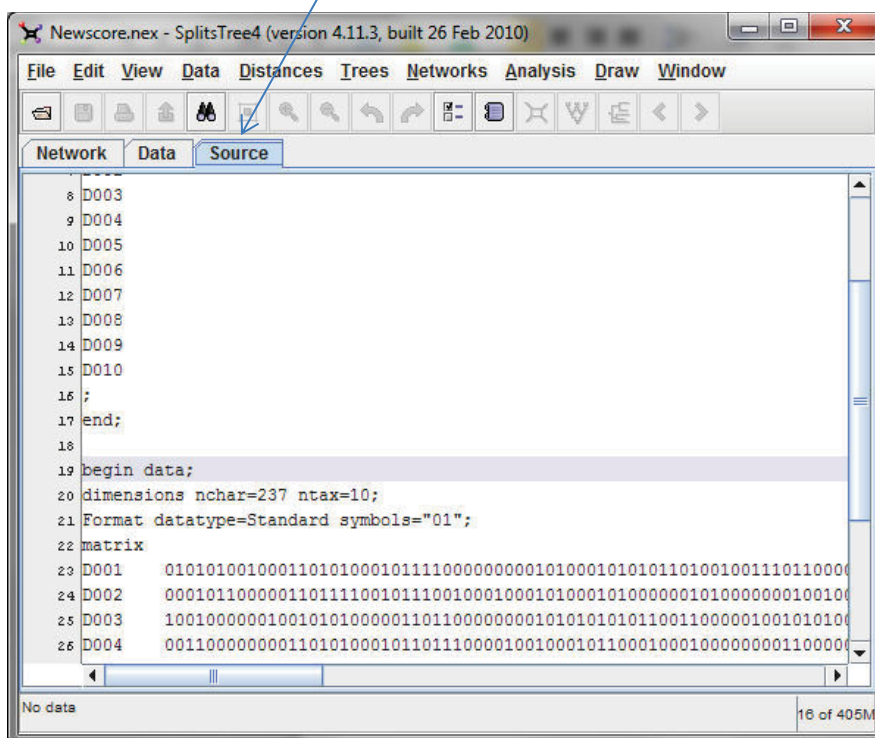 Newscore.nex - SplitsTree4 (version 4.11.3, built 26 Feb 2010)
File Edit View Data Distances Trees Networks Analysis Draw Window
Network Data Source
8 D003
9 D004
10 D005
11 D006
12 D007
13 D008
14 D009
15 D010
16 ;
17 end;
18
19 begin data;
20 dimensions nchar=237 ntax=10;
21 Format datatype=Standard symbols="01";
22 matrix
23 D001
24 D002
25 D003
26 D004
No data
16 of 405M